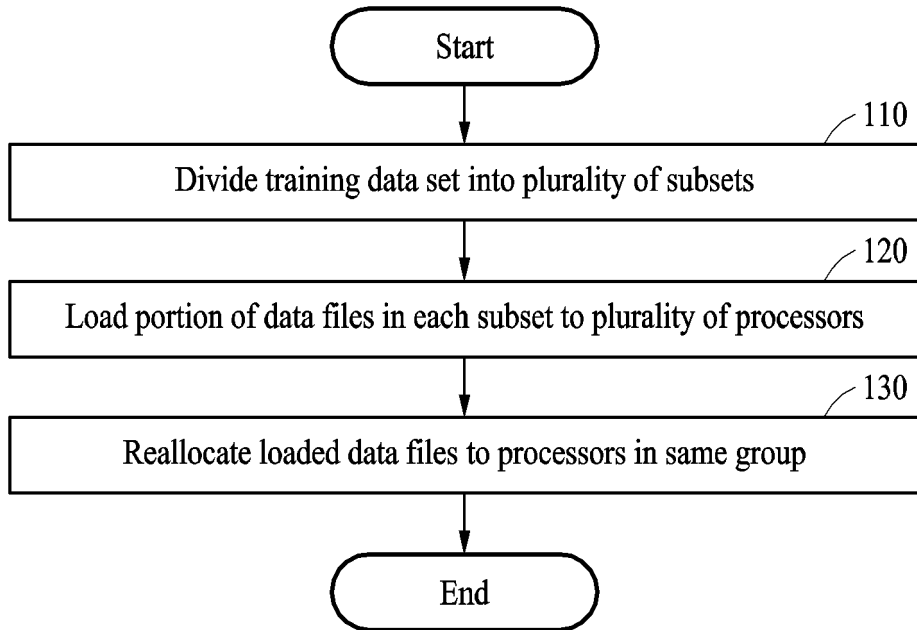 Start
110
Divide training data set into plurality of subsets
120
Load portion of data files in each subset to plurality of processors
130
Reallocate loaded data files to processors in same group
End